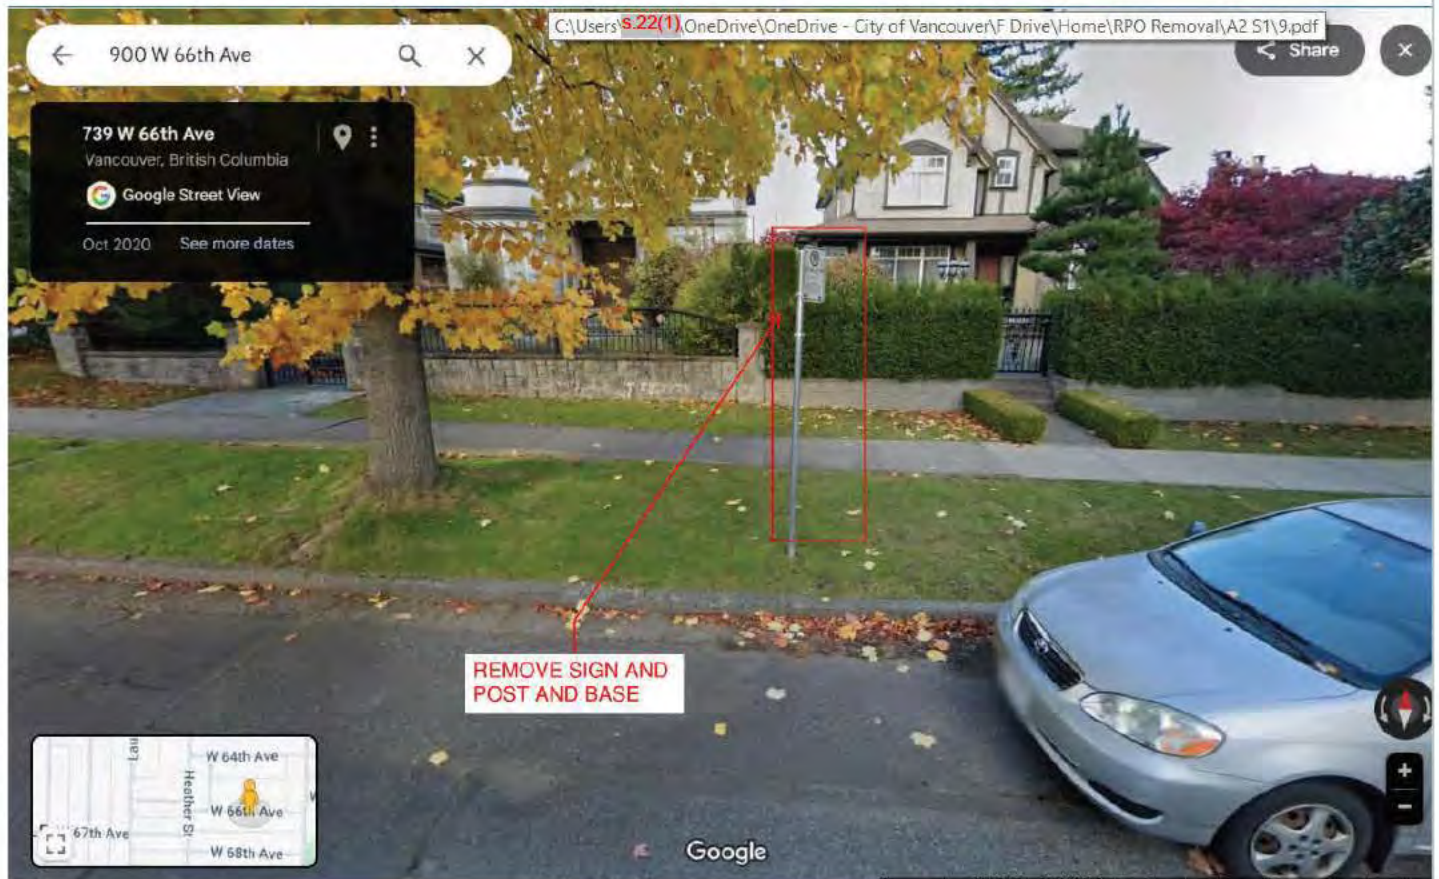 C:\Users\s.22(1)\OneDrive\OneDrive - City of Vancouver\F Drive\Home\RPO Removal\A2 S1\9.pdf
900 W 66th Ave
Share
739 W 66th Ave
Vancouver, British Columbia
Google Street View
Oct 2020 See more dates
REMOVE SIGN AND
POST AND BASE
W 64th Ave
Heather St
W 66th Ave
67th Ave
W 68th Ave
Google